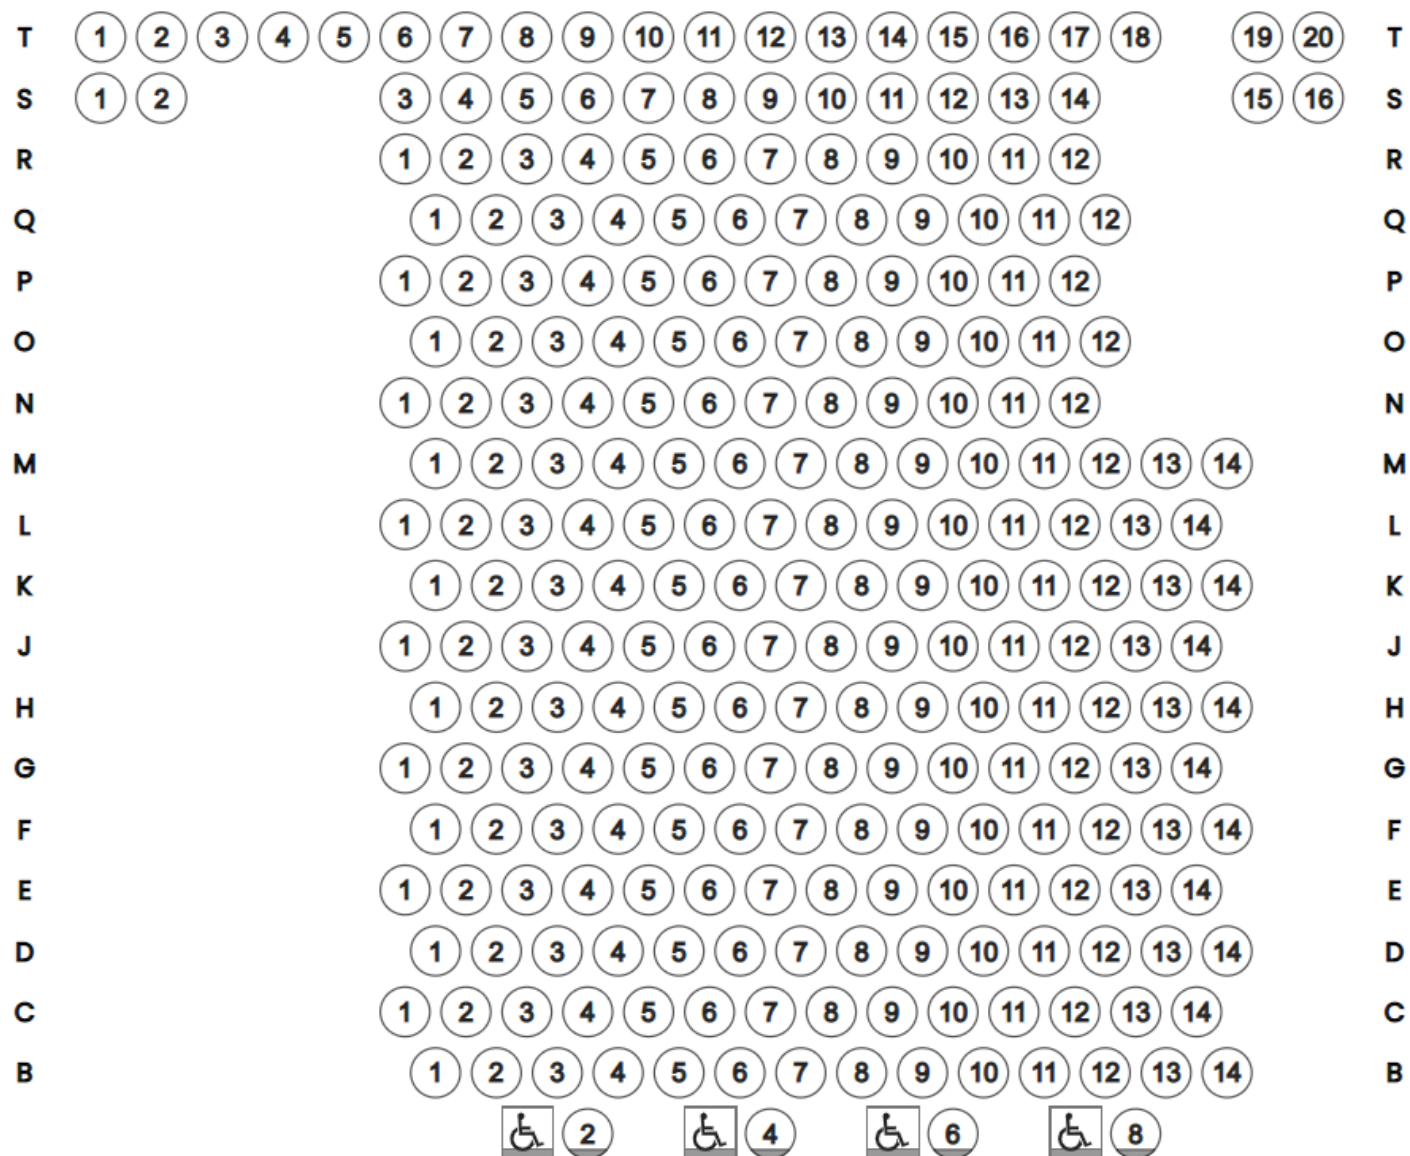 T 1 2 3 4 5 6 7 8 9 10 11 12 13 14 15 16 17 18 19 20 T
S 1 2 3 4 5 6 7 8 9 10 11 12 13 14 15 16 S
R 1 2 3 4 5 6 7 8 9 10 11 12 R
Q 1 2 3 4 5 6 7 8 9 10 11 12 Q
P 1 2 3 4 5 6 7 8 9 10 11 12 P
O 1 2 3 4 5 6 7 8 9 10 11 12 O
N 1 2 3 4 5 6 7 8 9 10 11 12 N
M 1 2 3 4 5 6 7 8 9 10 11 12 13 14 M
L 1 2 3 4 5 6 7 8 9 10 11 12 13 14 L
K 1 2 3 4 5 6 7 8 9 10 11 12 13 14 K
J 1 2 3 4 5 6 7 8 9 10 11 12 13 14 J
H 1 2 3 4 5 6 7 8 9 10 11 12 13 14 H
G 1 2 3 4 5 6 7 8 9 10 11 12 13 14 G
F 1 2 3 4 5 6 7 8 9 10 11 12 13 14 F
E 1 2 3 4 5 6 7 8 9 10 11 12 13 14 E
D 1 2 3 4 5 6 7 8 9 10 11 12 13 14 D
C 1 2 3 4 5 6 7 8 9 10 11 12 13 14 C
B 1 2 3 4 5 6 7 8 9 10 11 12 13 14 B
2 4 6 8